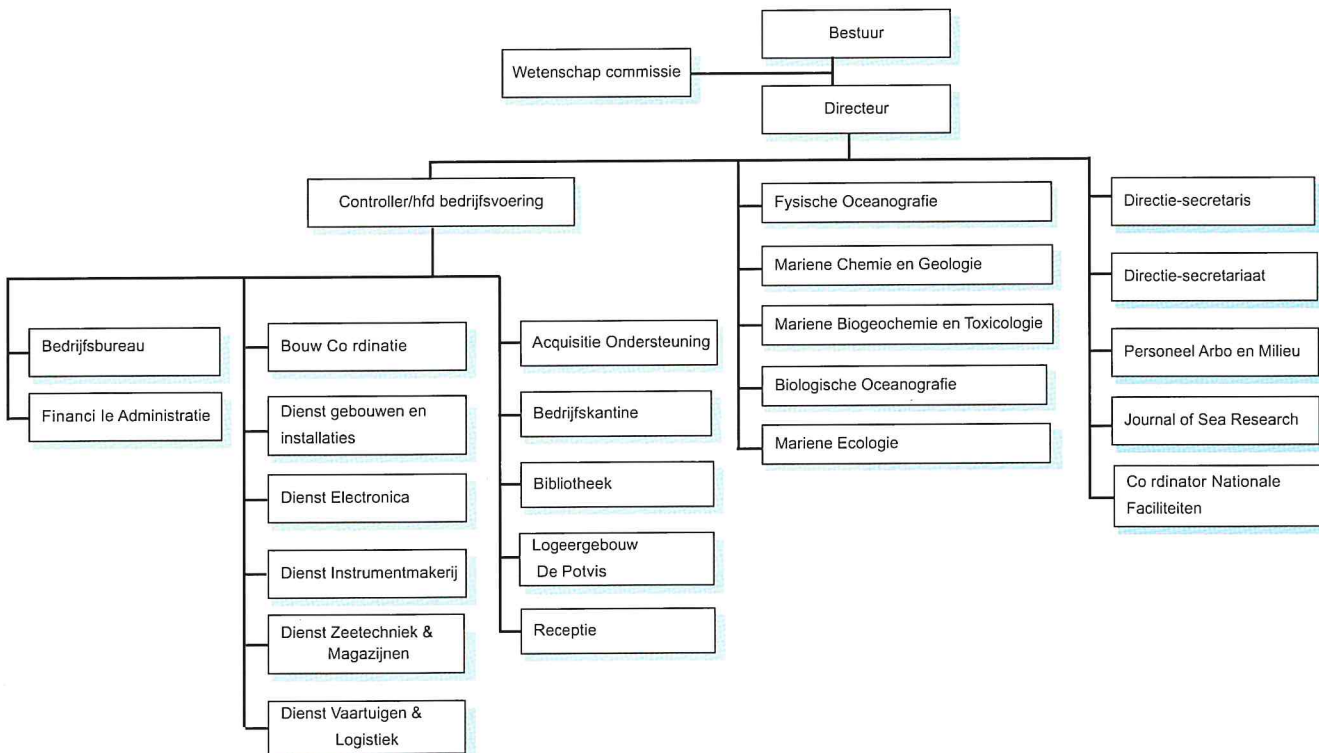 Bestuur
Wetenschap commissie
Directeur
Controller/hfd bedrijfsvoering
Bedrijfsbureau
Financi le Administratie
Bouw Co rdinatie
Dienst gebouwen en
installaties
Dienst Electronica
Dienst Instrumentmakerij
Dienst Zeetechniek &
Magazijnen
Dienst Vaartuigen &
Logistiek
Acquisitie Ondersteuning
Bedrijfskantine
Bibliotheek
Logeergebouw
De Potvis
Receptie
Fysische Oceanografie
Mariene Chemie en Geologie
Mariene Biogeochemie en Toxicologie
Biologische Oceanografie
Mariene Ecologie
Directie-secretaris
Directie-secretariaat
Personeel Arbo en Milieu
Journal of Sea Research
Co rdinator Nationale
Faciliteiten